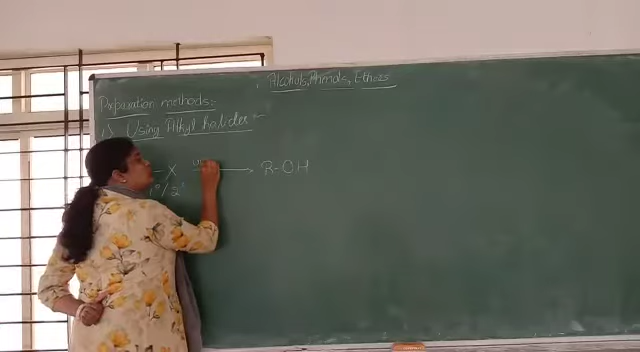 Alcohols, Phenols, Ethers
Preparation methods:-
1) Using Alkyl halides :-
-X → R-OH
1°/2°